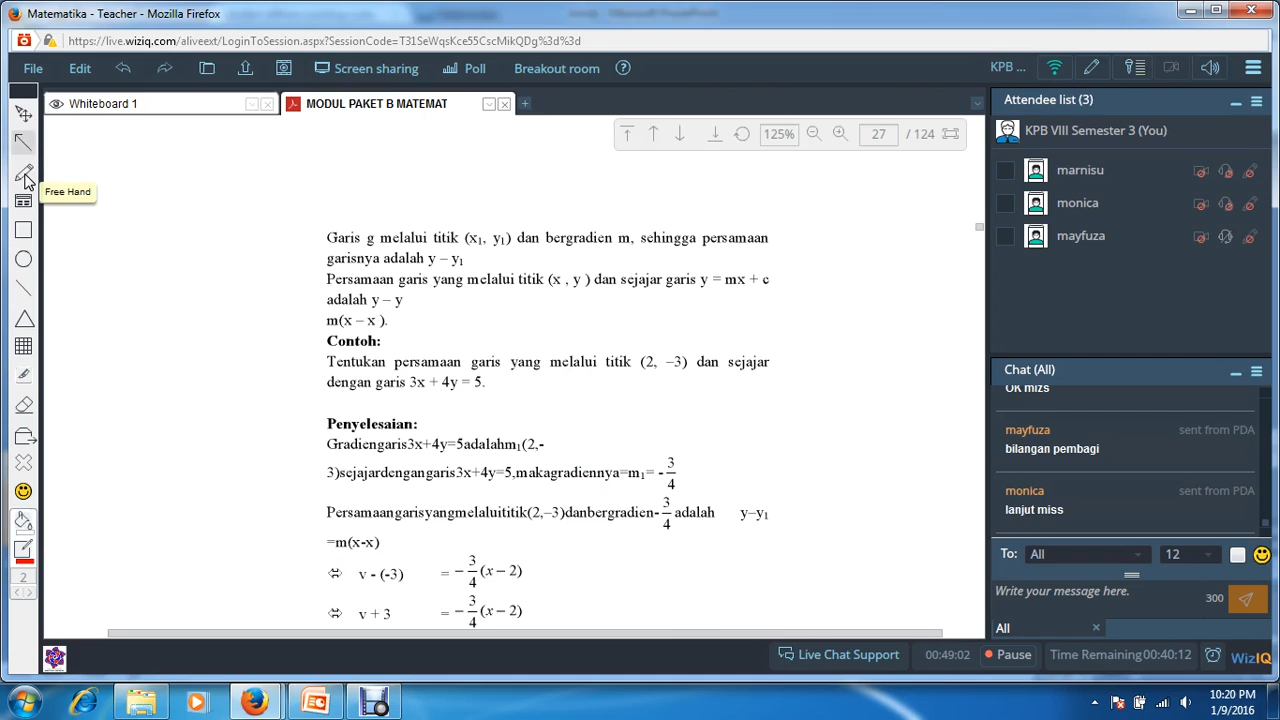 Matematika - Teacher - Mozilla Firefox
https://live.wiziq.com/aliveext/LoginToSession.aspx?SessionCode=T31SeWqsKce55CscMikQDg%3d%3d
File Edit Screen sharing Poll Breakout room ? KPB ...
Whiteboard 1 MODUL PAKET B MATEMAT
125% 27 / 124
Free Hand
Garis g melalui titik (x₁, y₁) dan bergradien m, sehingga persamaan
garisnya adalah y – y₁
Persamaan garis yang melalui titik (x , y ) dan sejajar garis y = mx + c
adalah y – y
m(x – x ).
Contoh:
Tentukan persamaan garis yang melalui titik (2, –3) dan sejajar
dengan garis 3x + 4y = 5.
Penyelesaian:
Gradiengaris3x+4y=5adalahm₁(2,-
3)sejajardengangaris3x+4y=5,makagradiennya=m₁= - 3/4
Persamaangarisyangmelaluititik(2,–3)danbergradien- 3/4 adalah y–y₁
=m(x-x)
⇔ v - (-3) = − 3/4 (x − 2)
⇔ v + 3 = − 3/4 (x − 2)
2
Attendee list (3)
KPB VIII Semester 3 (You)
marnisu
monica
mayfuza
Chat (All)
OK mizs
mayfuza sent from PDA
bilangan pembagi
monica sent from PDA
lanjut miss
To: All 12
Write your message here. 300
All
Live Chat Support 00:49:02 Pause Time Remaining 00:40:12 WizIQ
10:20 PM
1/9/2016